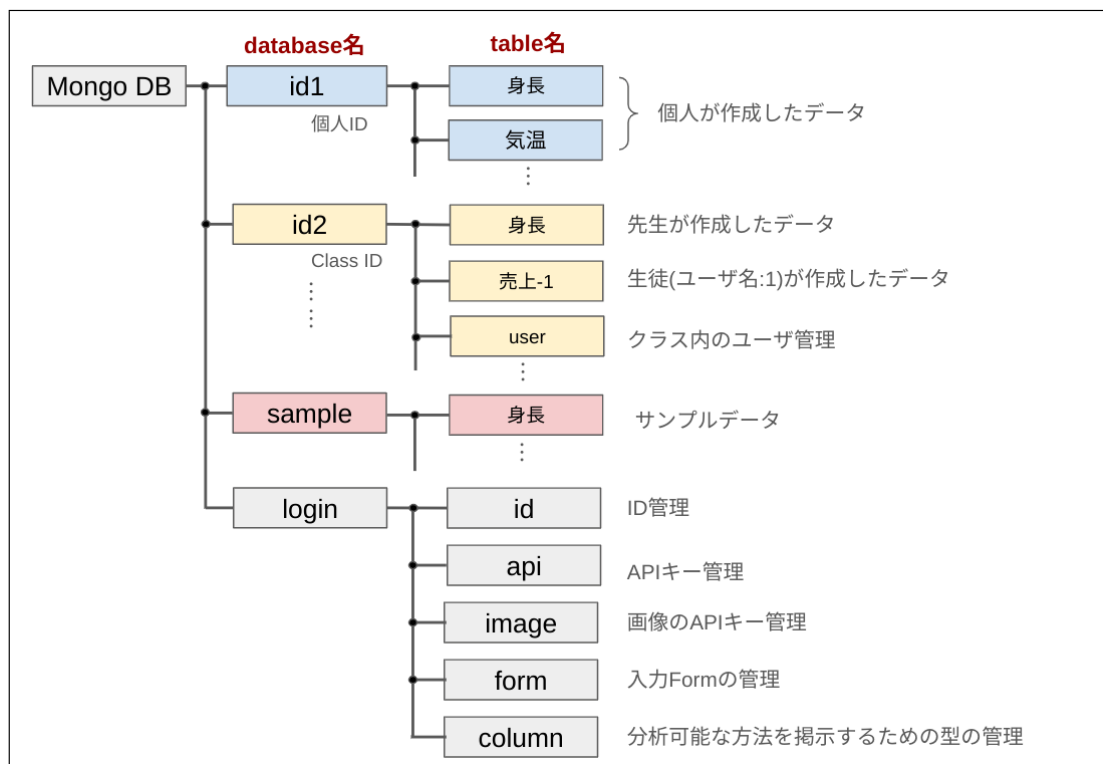 database名 table名
Mongo DB id1 身長
個人ID
個人が作成したデータ
気温
id2 身長 先生が作成したデータ
Class ID
売上-1 生徒(ユーザ名:1)が作成したデータ
user クラス内のユーザ管理
sample 身長 サンプルデータ
login id ID管理
api APIキー管理
image 画像のAPIキー管理
form 入力Formの管理
column 分析可能な方法を掲示するための型の管理